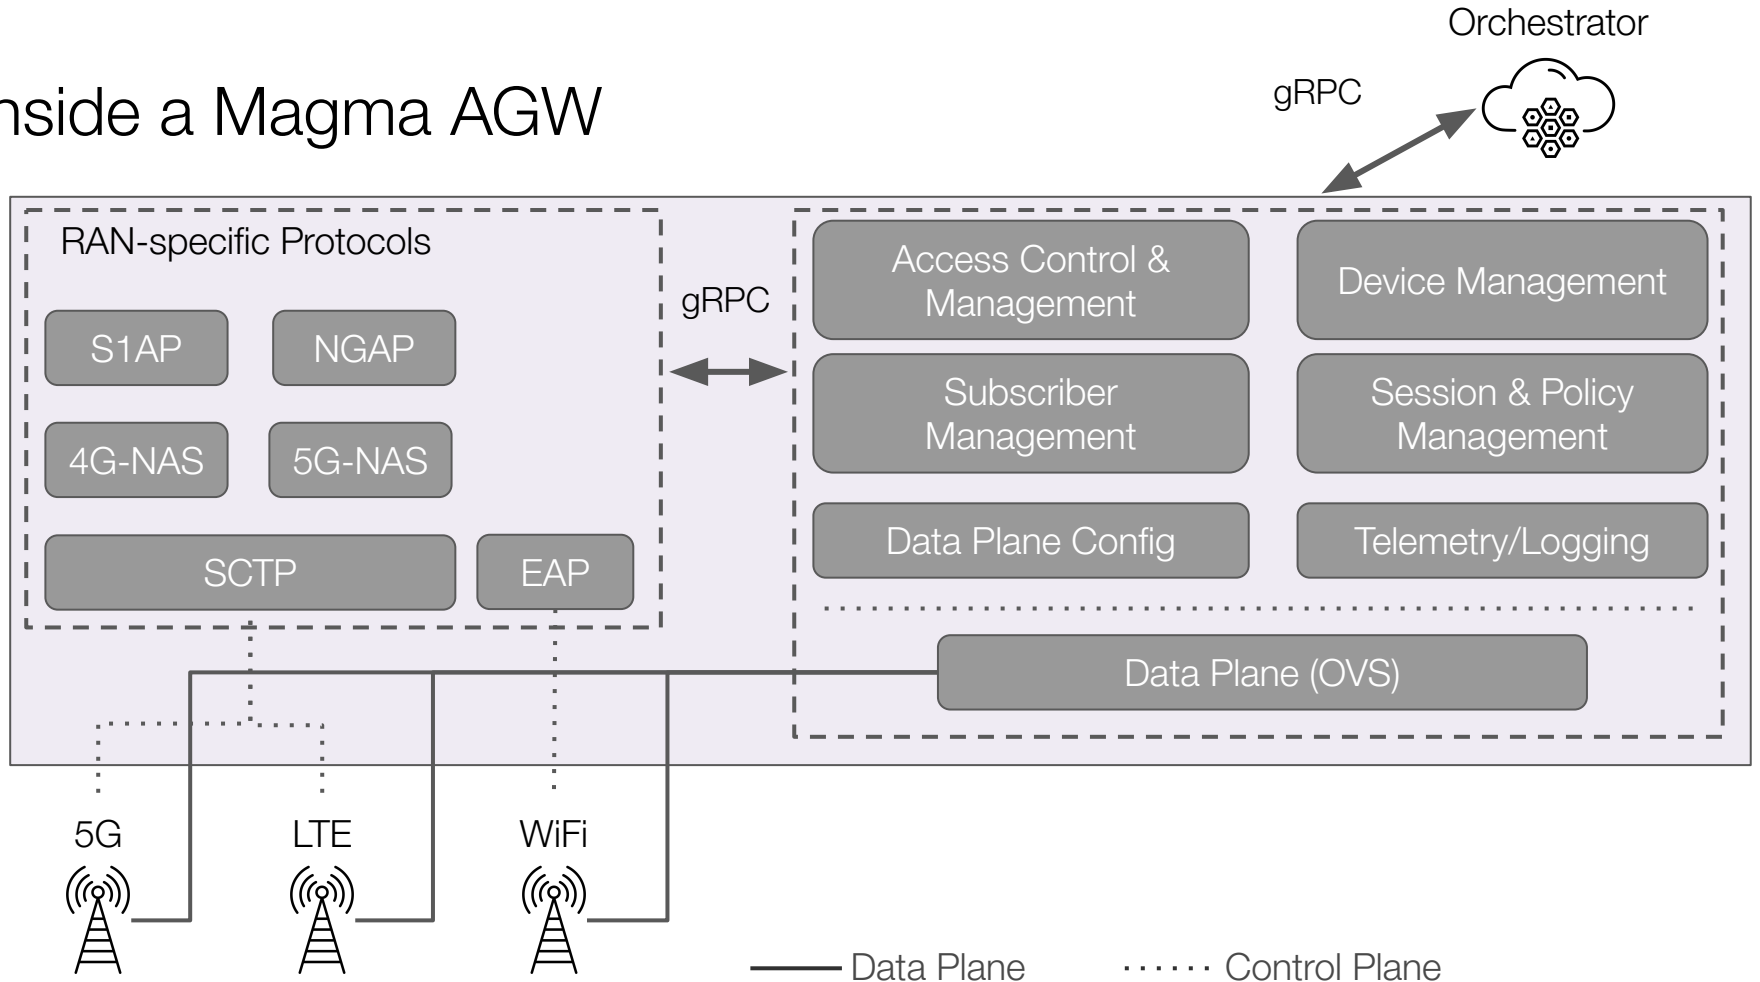 Orchestrator
gRPC
nside a Magma AGW
RAN-specific Protocols
S1AP
NGAP
4G-NAS
5G-NAS
SCTP
EAP
gRPC
Access Control &
Management
Device Management
Subscriber
Management
Session & Policy
Management
Data Plane Config
Telemetry/Logging
Data Plane (OVS)
5G
LTE
WiFi
Data Plane
Control Plane